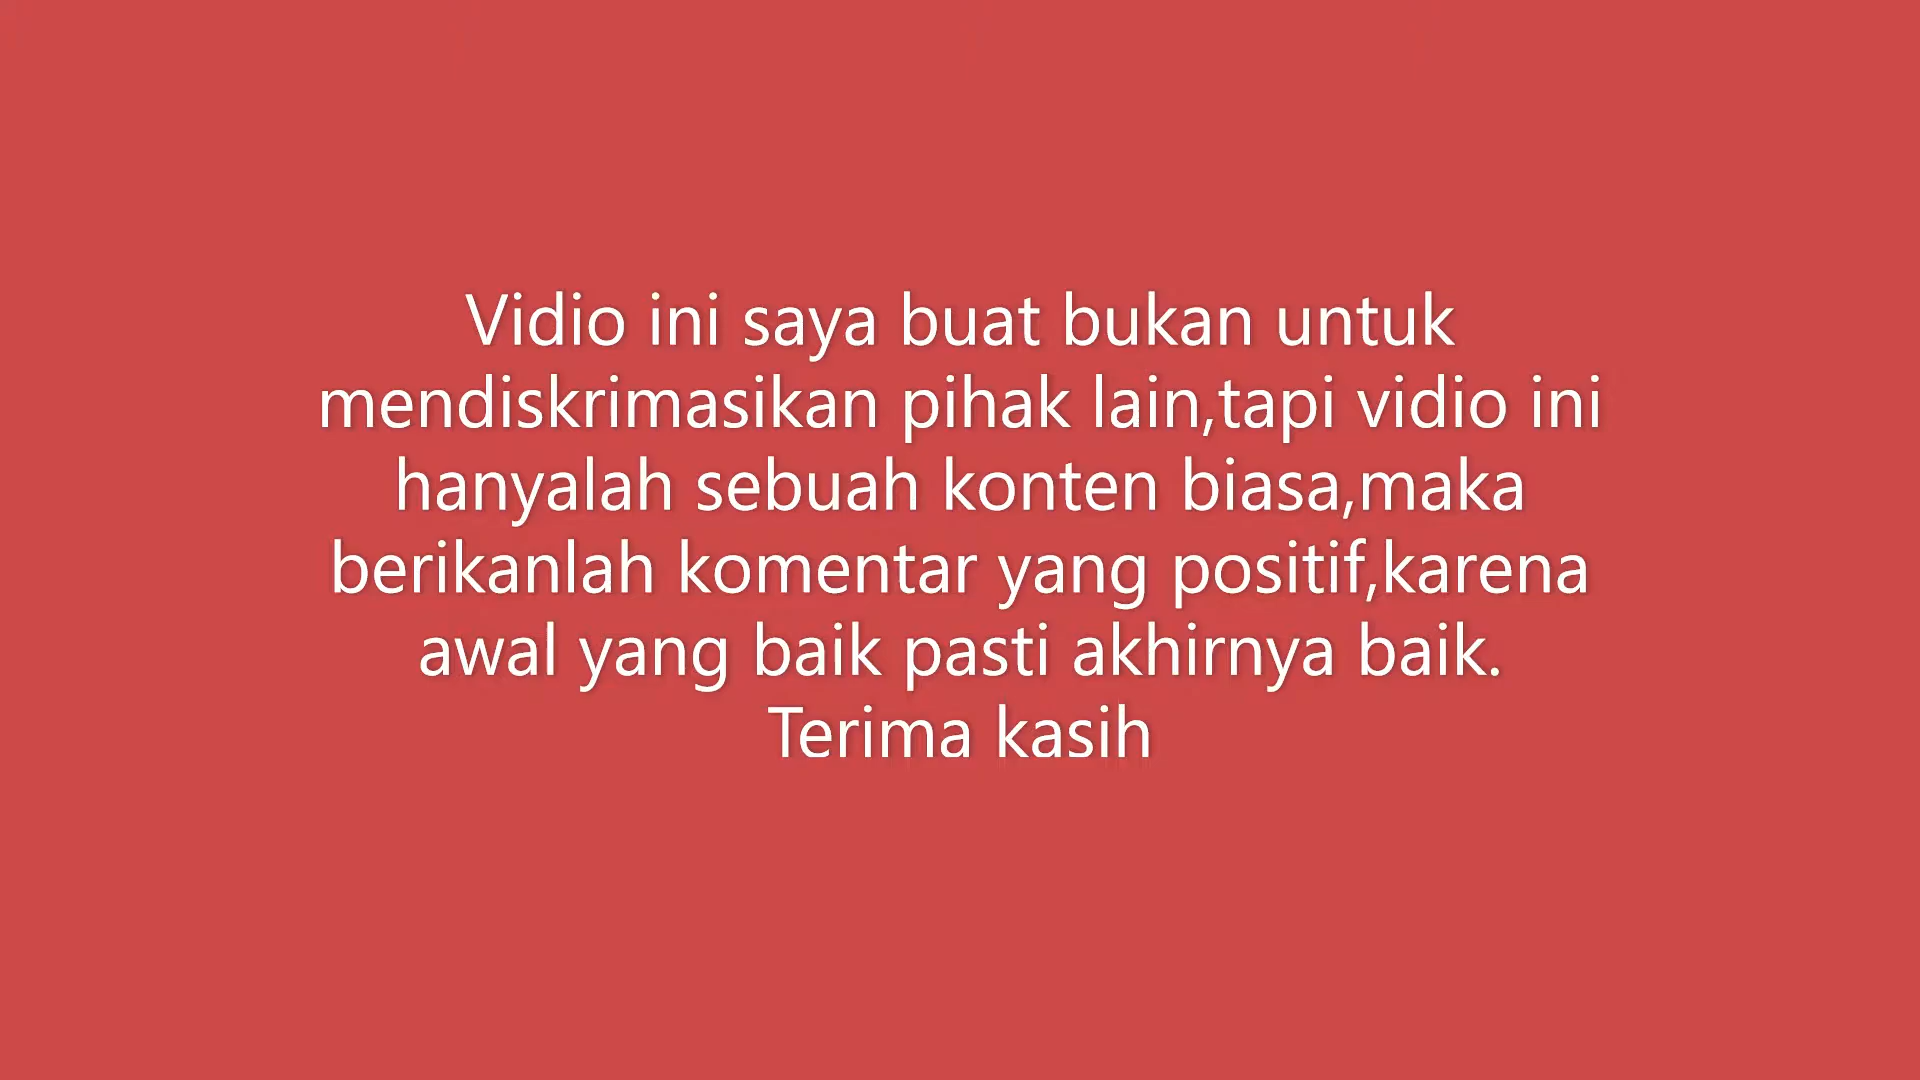 Vidio ini saya buat bukan untuk
mendiskrimasikan pihak lain,tapi vidio ini
hanyalah sebuah konten biasa,maka
berikanlah komentar yang positif,karena
awal yang baik pasti akhirnya baik.
Terima kasih